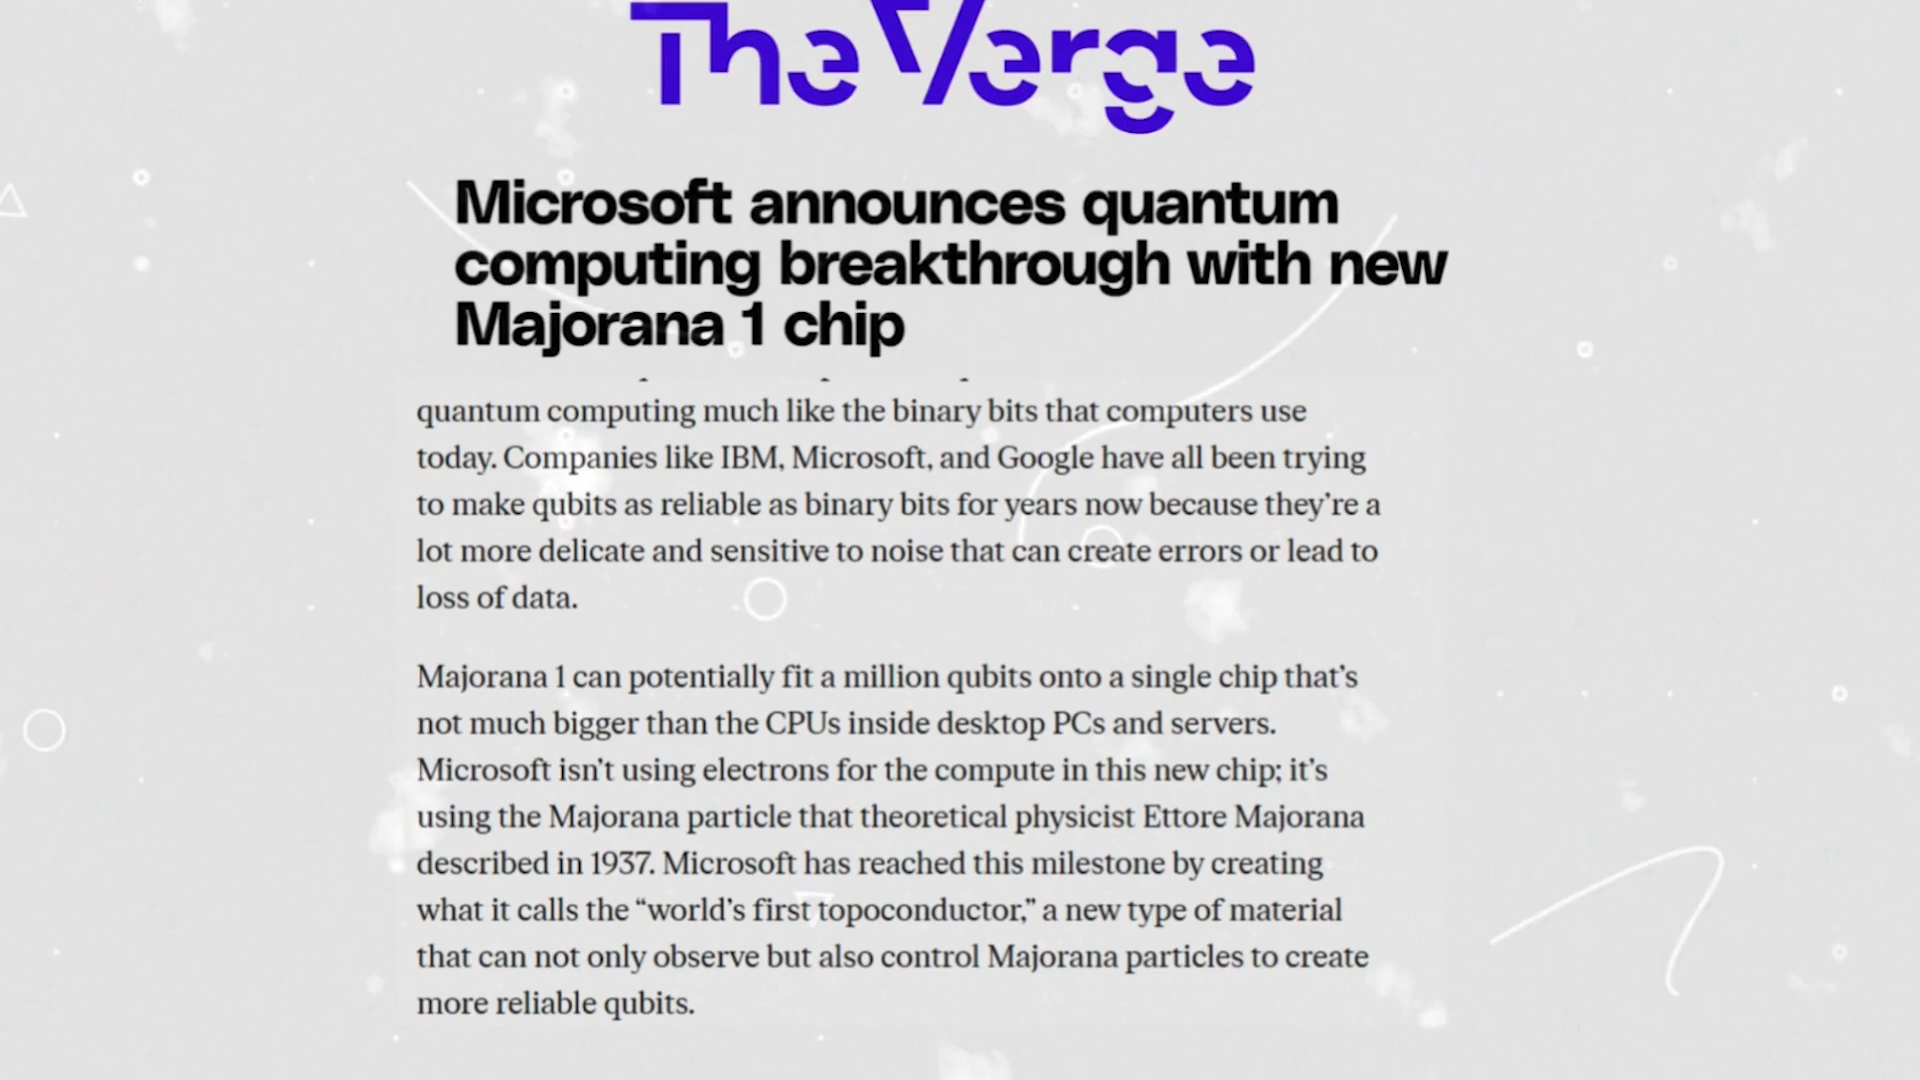 The Verge
Microsoft announces quantum
computing breakthrough with new
Majorana 1 chip
quantum computing much like the binary bits that computers use
today. Companies like IBM, Microsoft, and Google have all been trying
to make qubits as reliable as binary bits for years now because they’re a
lot more delicate and sensitive to noise that can create errors or lead to
loss of data.
Majorana 1 can potentially fit a million qubits onto a single chip that’s
not much bigger than the CPUs inside desktop PCs and servers.
Microsoft isn’t using electrons for the compute in this new chip; it’s
using the Majorana particle that theoretical physicist Ettore Majorana
described in 1937. Microsoft has reached this milestone by creating
what it calls the “world’s first topoconductor,” a new type of material
that can not only observe but also control Majorana particles to create
more reliable qubits.